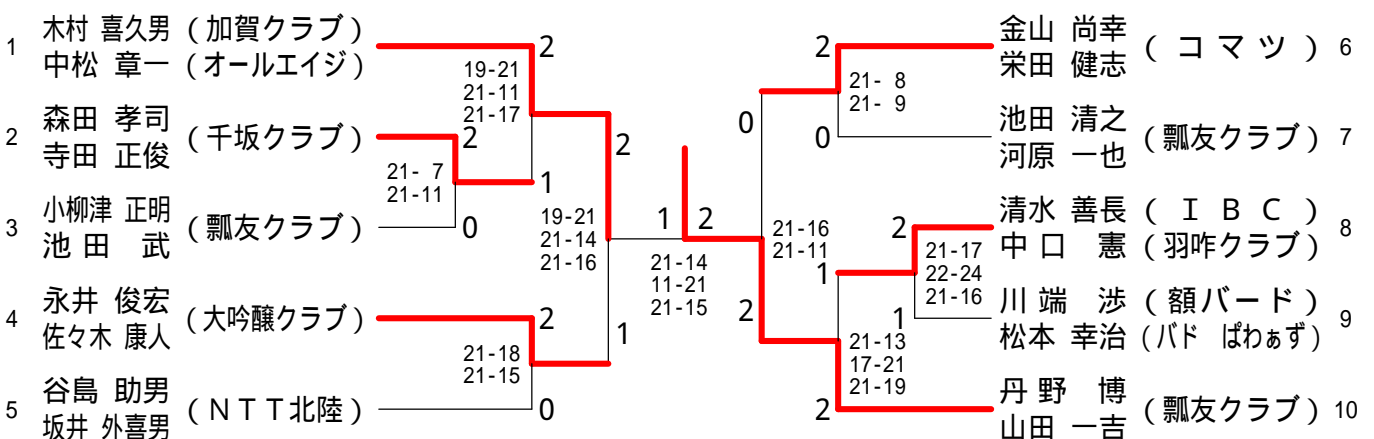 1 木村 喜久男 (加賀クラブ)
中松 章一 (オールエイジ)
2 森田 孝司
寺田 正俊 (千坂クラブ)
3 小柳津 正明
池田 武 (瓢友クラブ)
4 永井 俊宏
佐々木 康人 (大吟醸クラブ)
5 谷島 助男
坂井 外喜男 (NTT北陸)
2
19-21
21-11
21-17
2
21- 7
21-11
1
0
2
19-21
21-14
21-16
2
1
21-18
21-15
0
1 2
21-14
11-21
21-15
2
21- 8
21- 9
0
0
21-16
21-11
2
2
21-17
22-24
21-16
1
1
21-13
17-21
21-19
2
金山 尚幸
栄田 健志 (コマツ) 6
池田 清之
河原 一也 (瓢友クラブ) 7
清水 善長 (IBC)
中口 憲 (羽咋クラブ) 8
川端 渉 (額バード)
松本 幸治 (バド ぱわぁず) 9
丹野 博
山田 一吉 (瓢友クラブ) 10